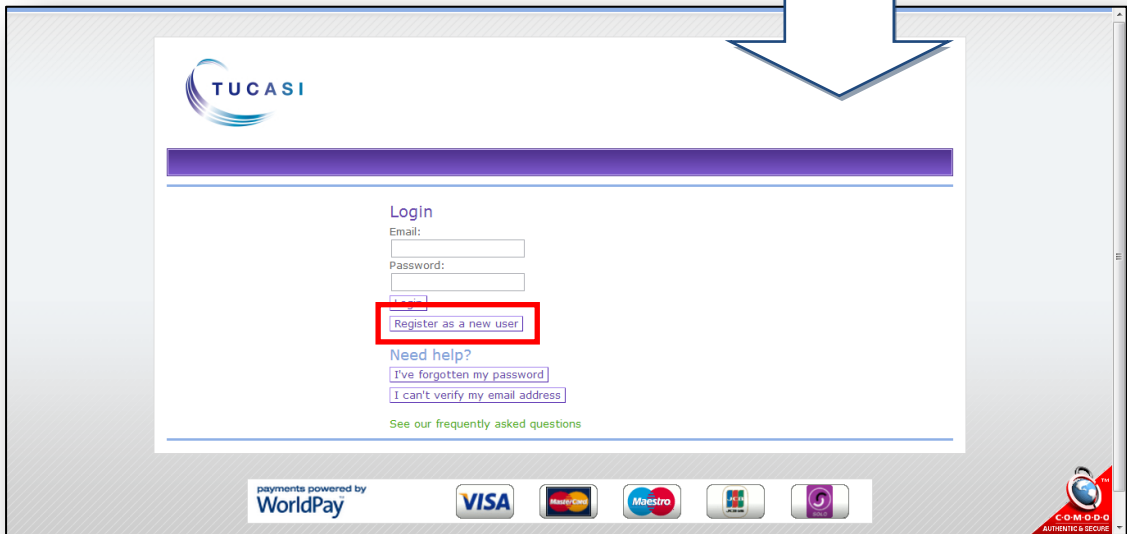 TUCASI
Login
Email:
Password:
Login
Register as a new user
Need help?
I've forgotten my password
I can't verify my email address
See our frequently asked questions
payments powered by
WorldPay
VISA
MasterCard
Maestro
JCB
SOLO
TM
C·O·M·O·D·O
AUTHENTIC & SECURE